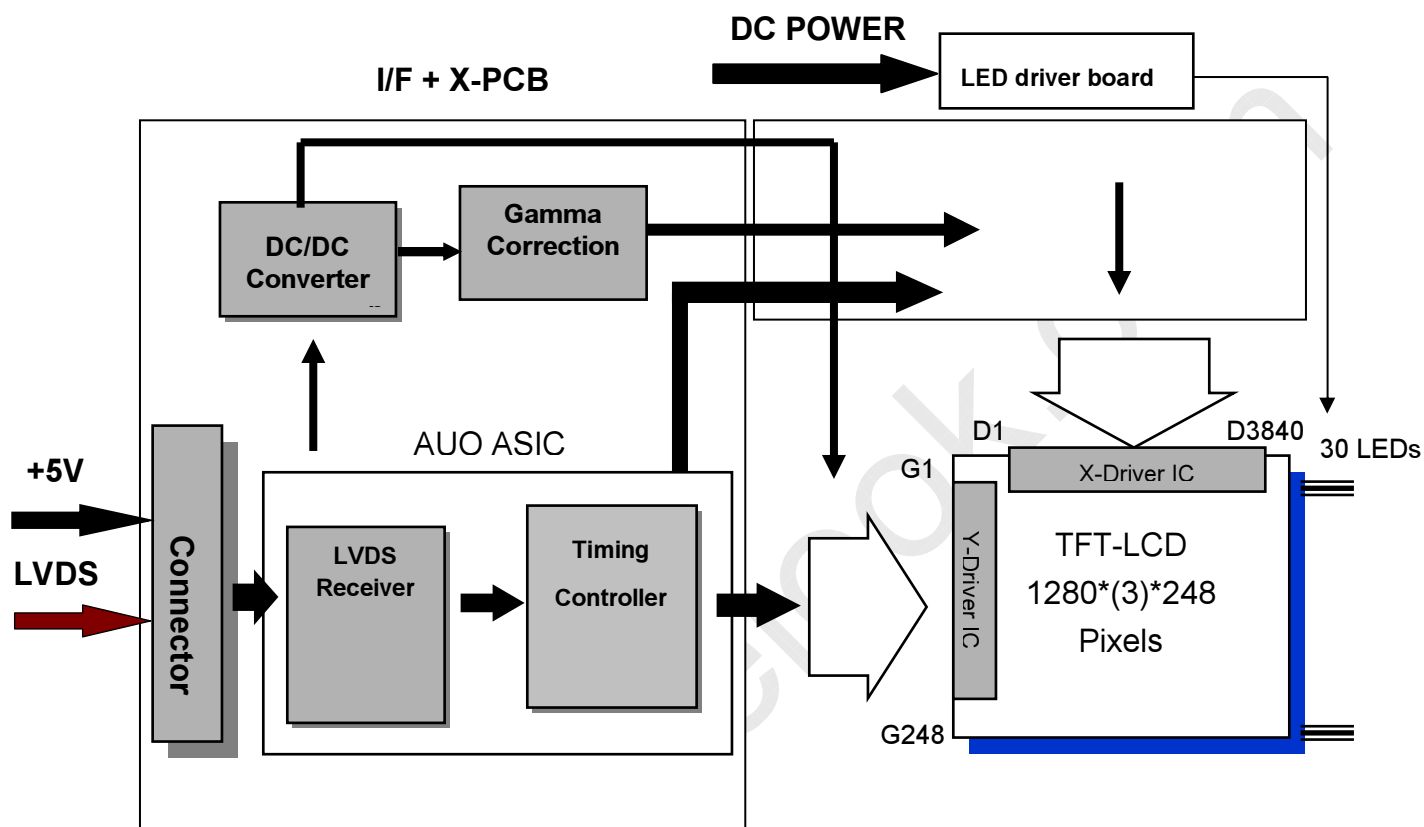 DC POWER
LED driver board
I/F + X-PCB
Gamma
Correction
DC/DC
Converter
AUO ASIC
D1
D3840
30 LEDs
+5V
G1
X-Driver IC
LVDS
Connector
LVDS
Receiver
Timing
Controller
Y-Driver IC
TFT-LCD
1280*(3)*248
Pixels
G248